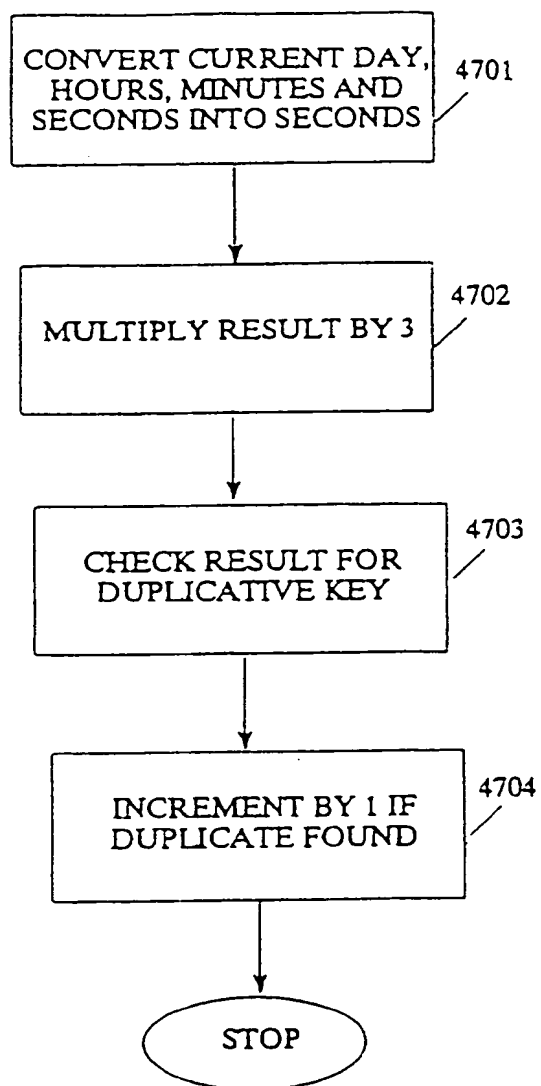 CONVERT CURRENT DAY,
HOURS, MINUTES AND
SECONDS INTO SECONDS
4701
MULTIPLY RESULT BY 3
4702
CHECK RESULT FOR
DUPLICATIVE KEY
4703
INCREMENT BY 1 IF
DUPLICATE FOUND
4704
STOP